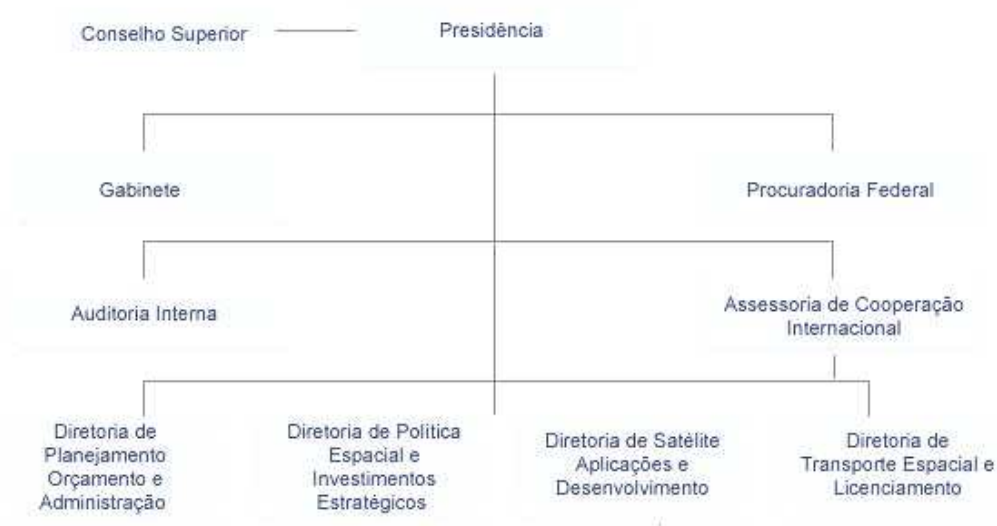 Conselho Superior
Presidência
Gabinete
Procuradoria Federal
Auditoria Interna
Assessoria de Cooperação
Internacional
Diretoria de
Planejamento
Orçamento e
Administração
Diretoria de Política
Espacial e
Investimentos
Estratégicos
Diretoria de Satélite
Aplicações e
Desenvolvimento
Diretoria de
Transporte Espacial e
Licenciamento